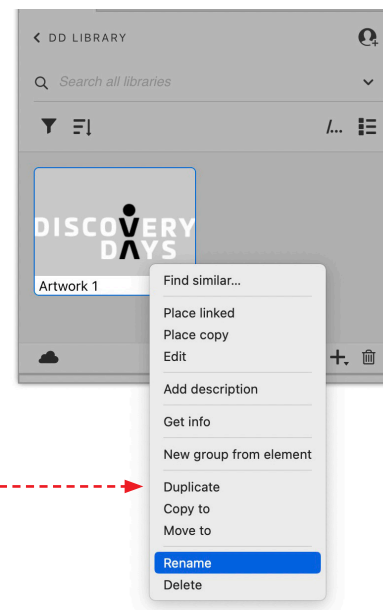 DD LIBRARY
Search all libraries
/...
DISCOVERY
DAYS
Artwork 1
Find similar...
Place linked
Place copy
Edit
Add description
Get info
New group from element
Duplicate
Copy to
Move to
Rename
Delete